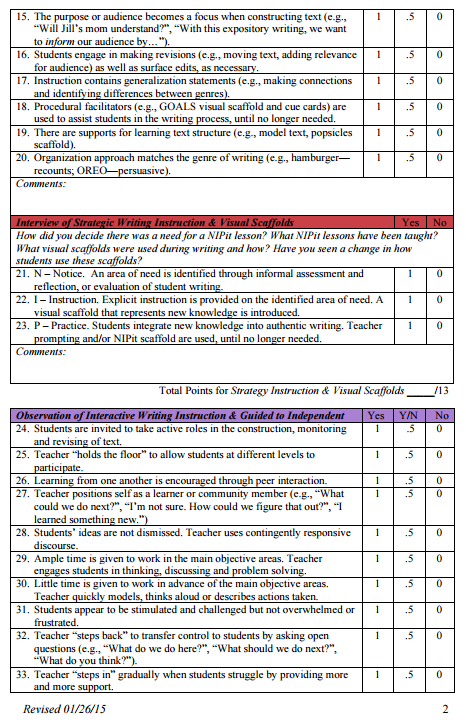 15. The purpose or audience becomes a focus when constructing text (e.g., 1 .5 0
“Will Jill’s mom understand?”, “With this expository writing, we want
to inform our audience by…”).
16. Students engage in making revisions (e.g., moving text, adding relevance 1 .5 0
for audience) as well as surface edits, as necessary.
17. Instruction contains generalization statements (e.g., making connections 1 .5 0
and identifying differences between genres).
18. Procedural facilitators (e.g., GOALS visual scaffold and cue cards) are 1 .5 0
used to assist students in the writing process, until no longer needed.
19. There are supports for learning text structure (e.g., model text, popsicles 1 .5 0
scaffold).
20. Organization approach matches the genre of writing (e.g., hamburger— 1 .5 0
recounts; OREO—persuasive).
Comments:
Interview of Strategic Writing Instruction & Visual Scaffolds Yes No
How did you decide there was a need for a NIPit lesson? What NIPit lessons have been taught?
What visual scaffolds were used during writing and how? Have you seen a change in how
students use these scaffolds?
21. N – Notice. An area of need is identified through informal assessment and 1 0
reflection, or evaluation of student writing.
22. I – Instruction. Explicit instruction is provided on the identified area of need. A 1 0
visual scaffold that represents new knowledge is introduced.
23. P – Practice. Students integrate new knowledge into authentic writing. Teacher 1 0
prompting and/or NIPit scaffold are used, until no longer needed.
Comments:
Total Points for Strategy Instruction & Visual Scaffolds _____/13
Observation of Interactive Writing Instruction & Guided to Independent Yes Y/N No
24. Students are invited to take active roles in the construction, monitoring 1 .5 0
and revising of text.
25. Teacher “holds the floor” to allow students at different levels to 1 .5 0
participate.
26. Learning from one another is encouraged through peer interaction. 1 .5 0
27. Teacher positions self as a learner or community member (e.g., “What 1 .5 0
could we do next?”, “I’m not sure. How could we figure that out?”, “I
learned something new.”)
28. Students’ ideas are not dismissed. Teacher uses contingently responsive 1 .5 0
discourse.
29. Ample time is given to work in the main objective areas. Teacher 1 .5 0
engages students in thinking, discussing and problem solving.
30. Little time is given to work in advance of the main objective areas. 1 .5 0
Teacher quickly models, thinks aloud or describes actions taken.
31. Students appear to be stimulated and challenged but not overwhelmed or 1 .5 0
frustrated.
32. Teacher “steps back” to transfer control to students by asking open 1 .5 0
questions (e.g., “What do we do here?”, “What should we do next?”,
“What do you think?”).
33. Teacher “steps in” gradually when students struggle by providing more 1 .5 0
and more support.
Revised 01/26/15 2